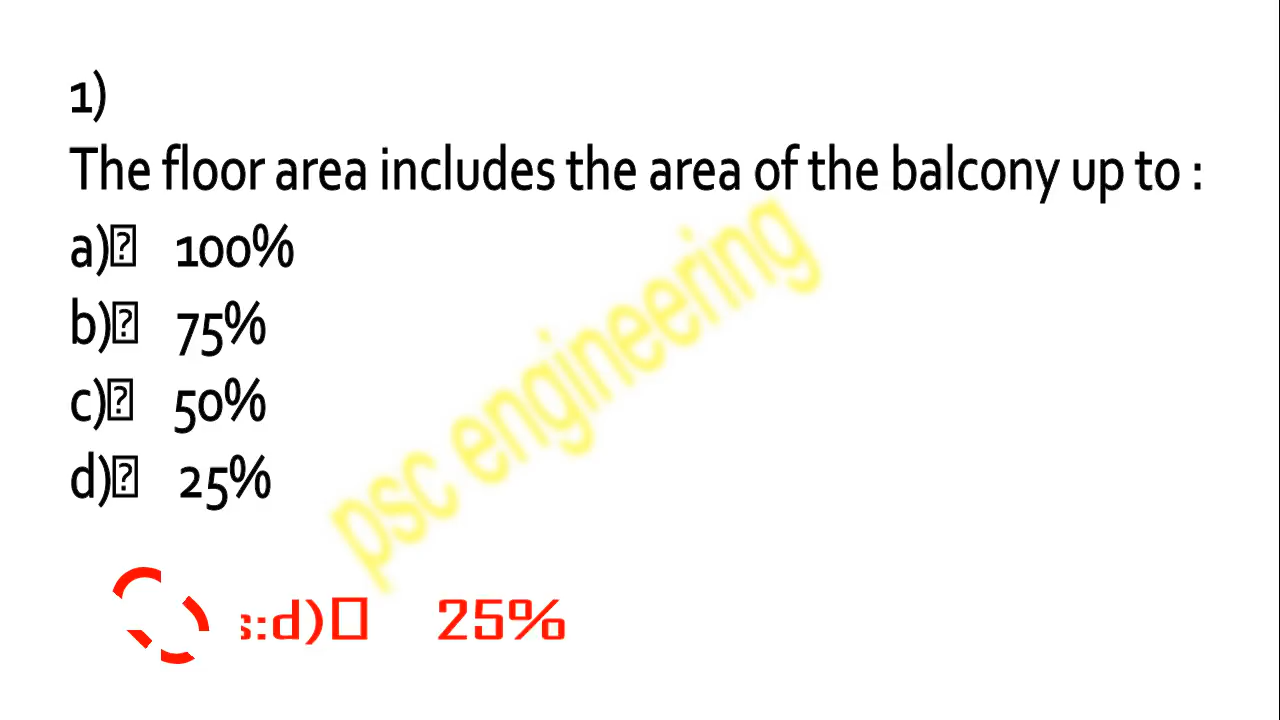 1)
The floor area includes the area of the balcony up to :
a) 100%
b) 75%
c) 50%
d) 25%
psc engineering
s:d) 25%